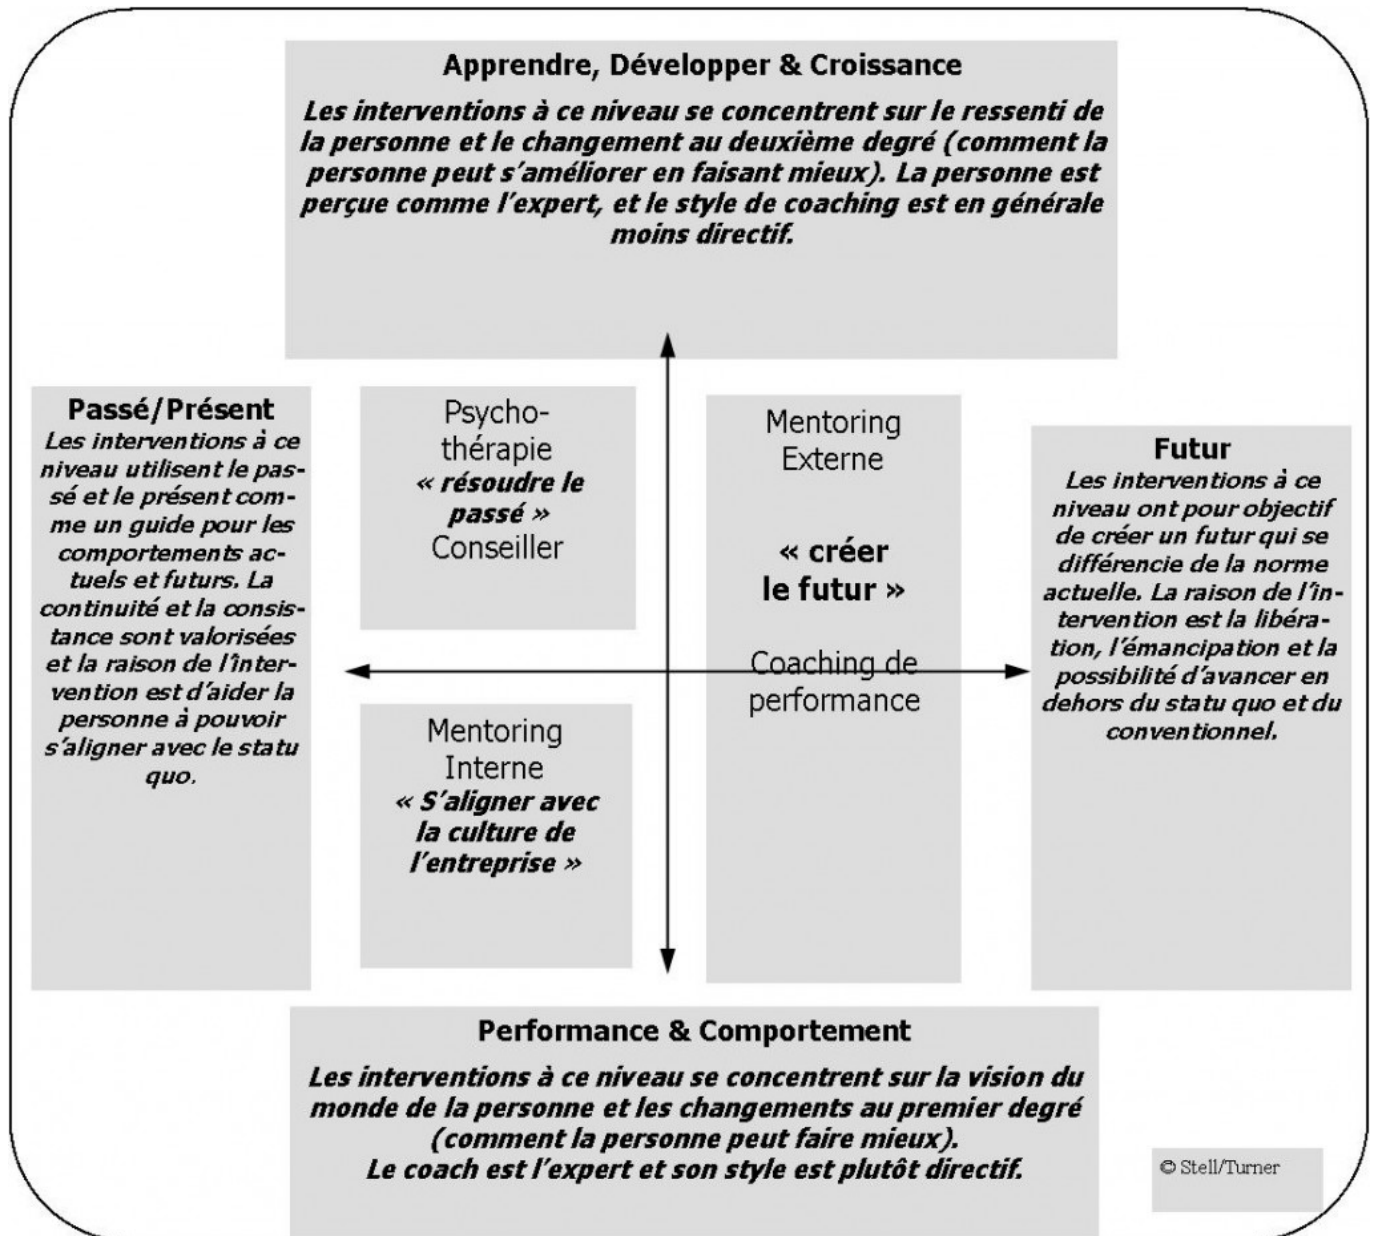 Apprendre, Développer & Croissance
Les interventions à ce niveau se concentrent sur le ressenti de
la personne et le changement au deuxième degré (comment la
personne peut s'améliorer en faisant mieux). La personne est
perçue comme l'expert, et le style de coaching est en générale
moins directif.
Passé/Présent
Les interventions à ce
niveau utilisent le pas-
sé et le présent com-
me un guide pour les
comportements ac-
tuels et futurs. La
continuité et la consis-
tance sont valorisées
et la raison de l'inter-
vention est d'aider la
personne à pouvoir
s'aligner avec le statu
quo.
Psycho-
thérapie
« résoudre le
passé »
Conseiller
Mentoring
Interne
« S'aligner avec
la culture de
l'entreprise »
Mentoring
Externe
« créer
le futur »
Coaching de
performance
Futur
Les interventions à ce
niveau ont pour objectif
de créer un futur qui se
différencie de la norme
actuelle. La raison de l'in-
tervention est la libéra-
tion, l'émancipation et la
possibilité d'avancer en
dehors du statu quo et du
conventionnel.
Performance & Comportement
Les interventions à ce niveau se concentrent sur la vision du
monde de la personne et les changements au premier degré
(comment la personne peut faire mieux).
Le coach est l'expert et son style est plutôt directif.
© Stell/Turner